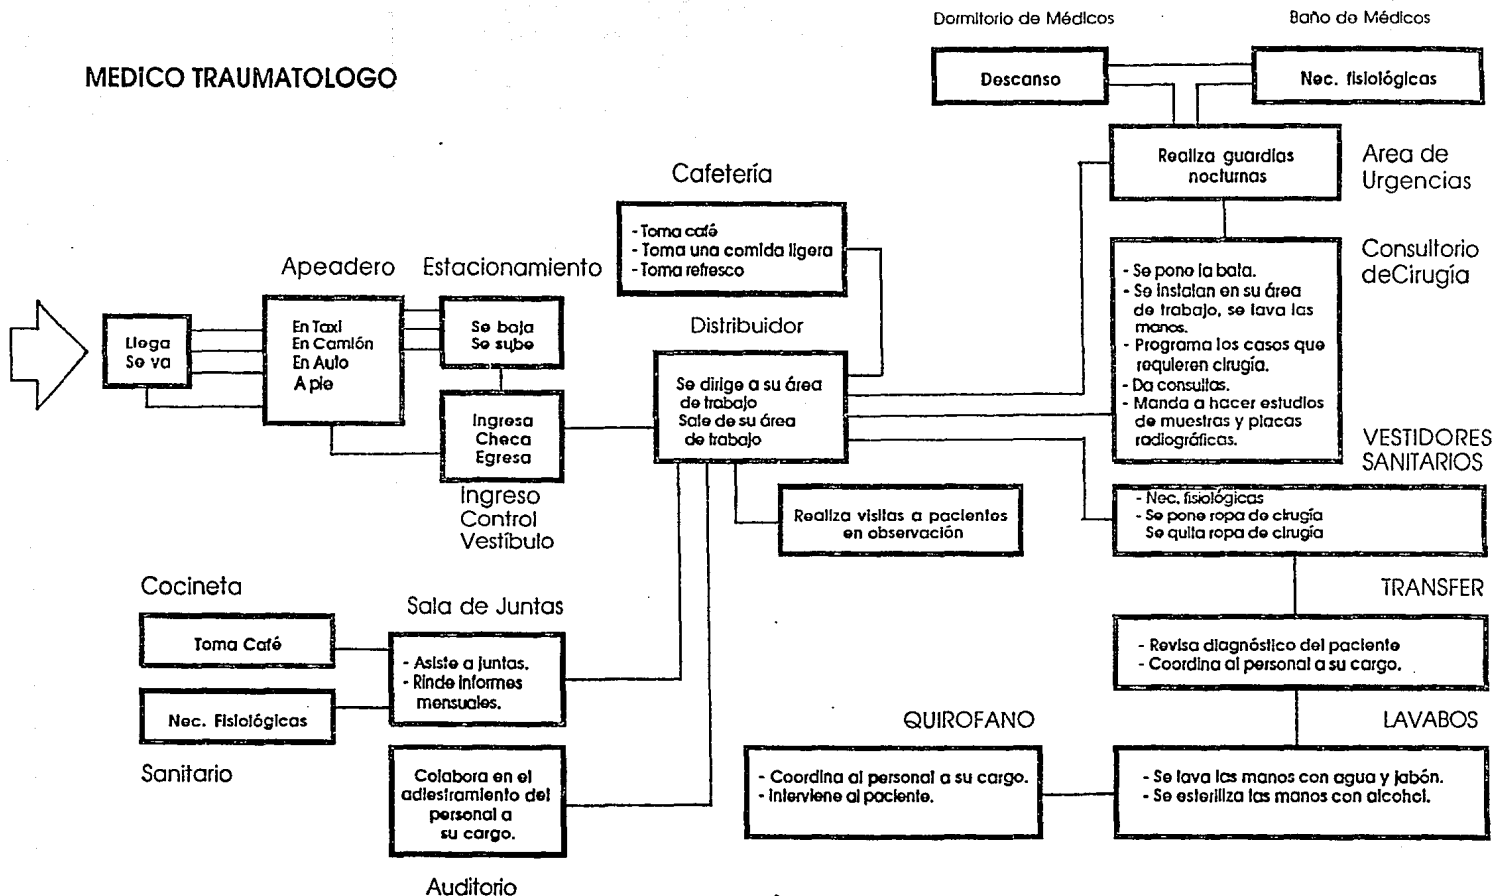 MEDICO TRAUMATOLOGO
Dormitorio de Médicos
Descanso
Baño de Médicos
Nec. fisiológicas
Realiza guardias
nocturnas
Area de
Urgencias
Cafetería
- Toma café
- Toma una comida ligera
- Toma refresco
Consultorio
deCirugía
- Se pone la bata.
- Se instalan en su área
de trabajo, se lava las
manos.
- Programa los casos que
requieren cirugía.
- Da consultas.
- Manda a hacer estudios
de muestras y placas
radiográficas.
Apeadero
Estacionamiento
Llega
Se va
En Taxi
En Camión
En Auto
A pie
Se baja
Se sube
Ingresa
Checa
Egresa
Ingreso
Control
Vestíbulo
Distribuidor
Se dirige a su área
de trabajo
Sale de su área
de trabajo
Realiza visitas a pacientes
en observación
VESTIDORES
SANITARIOS
- Nec. fisiológicas
- Se pone ropa de cirugía
Se quita ropa de cirugía
TRANSFER
- Revisa diagnóstico del paciente
- Coordina al personal a su cargo.
LAVABOS
- Se lava las manos con agua y jabón.
- Se esteriliza las manos con alcohol.
QUIROFANO
- Coordina al personal a su cargo.
- Interviene al paciente.
Cocineta
Toma Café
Nec. Fisiológicas
Sanitario
Sala de Juntas
- Asiste a juntas.
- Rinde informes
mensuales.
Colabora en el
adiestramiento del
personal a
su cargo.
Auditorio